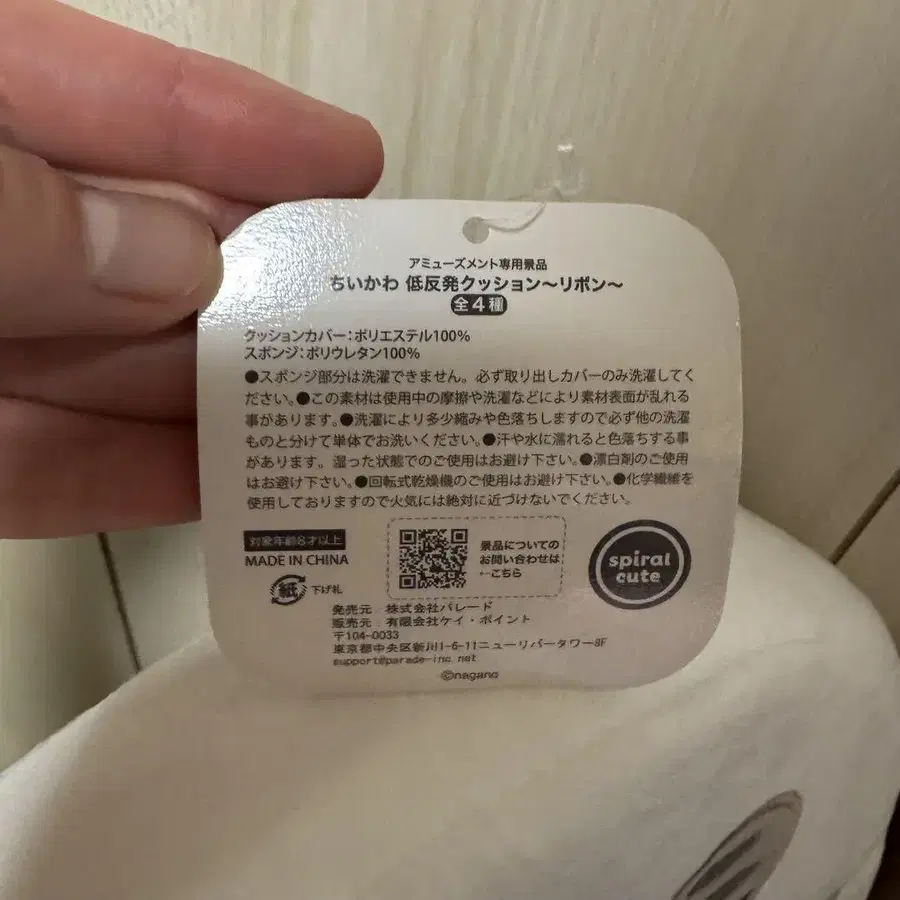 アミューズメント専用景品
ちいかわ 低反発クッション〜リボン〜
全4種
クッションカバー：ポリエステル100%
スポンジ：ポリウレタン100%
●スポンジ部分は洗濯できません。必ず取り出しカバーのみ洗濯してく
ださい。●この素材は使用中の摩擦や洗濯などにより素材表面が乱れる
事があります。●洗濯により多少縮みや色落ちしますので必ず他の洗濯
ものと分けて単体でお洗いください。●汗や水に濡れると色落ちする事
があります。湿った状態でのご使用はお避け下さい。●漂白剤のご使用
はお避け下さい。●回転式乾燥機のご使用はお避け下さい。●化学繊維を
使用しておりますので火気には絶対に近づけないでください。
対象年齢6才以上
MADE IN CHINA
紙 下げ札
景品についての
お問い合わせは
←こちら
spiral
cute
発売元：株式会社パレード
販売元：有限会社ケイ・ポイント
〒104-0033
東京都中央区新川1-6-11ニューリバータワー8F
support@parade-inc.net
©nagano